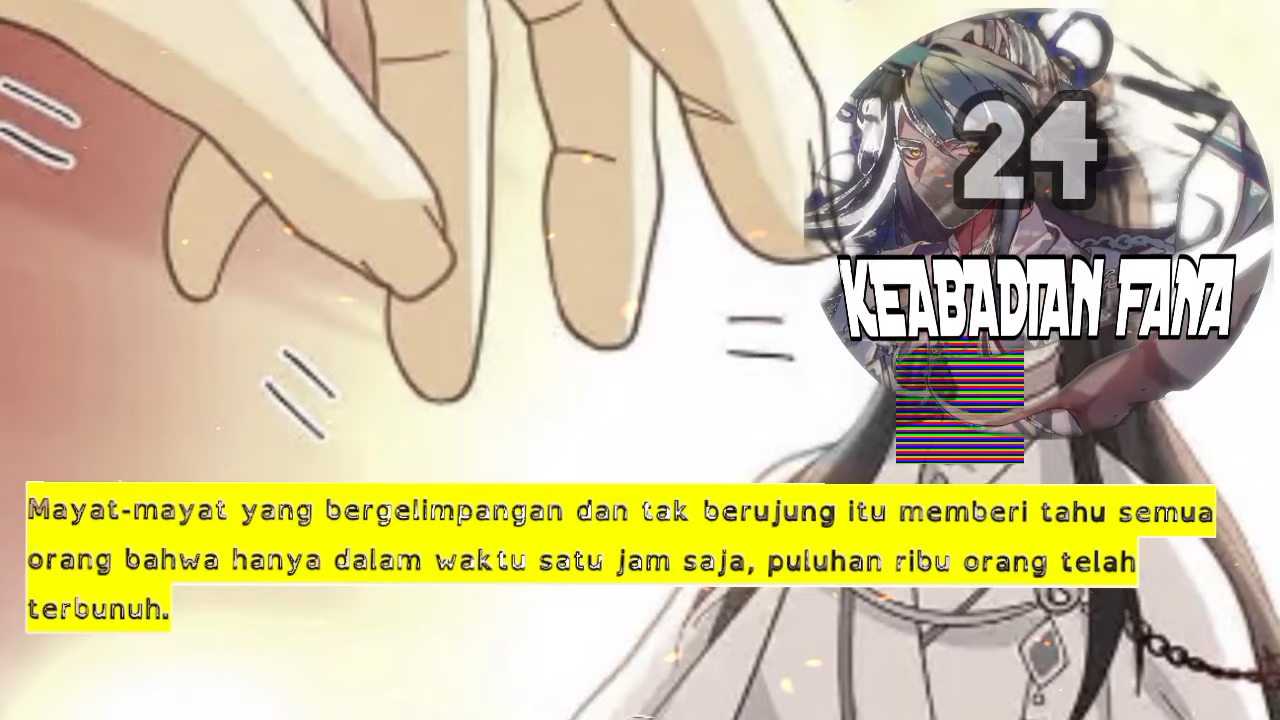 24
KEABADIAN FANA
Mayat-mayat yang bergelimpangan dan tak berujung itu memberi tahu semua
orang bahwa hanya dalam waktu satu jam saja, puluhan ribu orang telah
terbunuh.